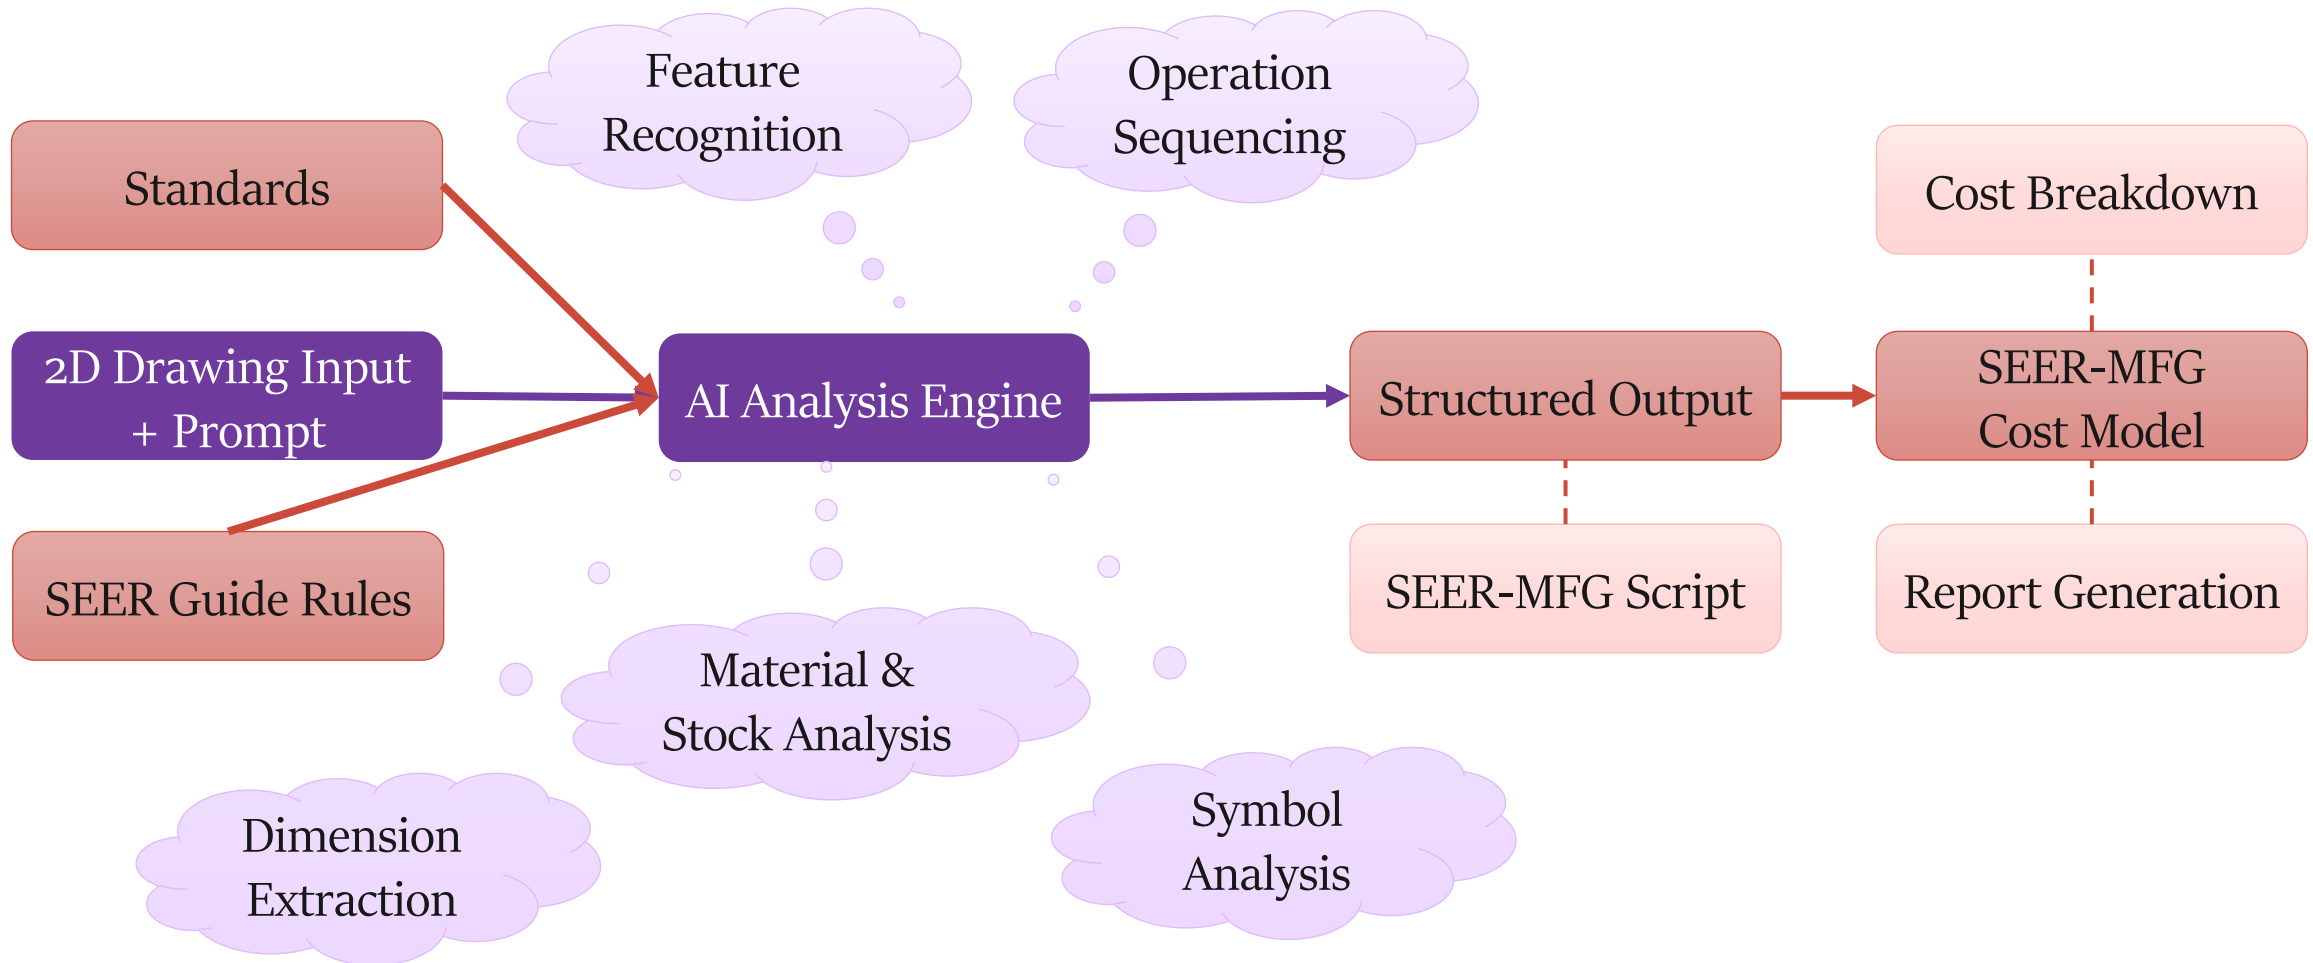 Feature
Recognition
Operation
Sequencing
Standards
Cost Breakdown
2D Drawing Input
+ Prompt
AI Analysis Engine
Structured Output
SEER-MFG
Cost Model
SEER Guide Rules
SEER-MFG Script
Report Generation
Material &
Stock Analysis
Dimension
Extraction
Symbol
Analysis